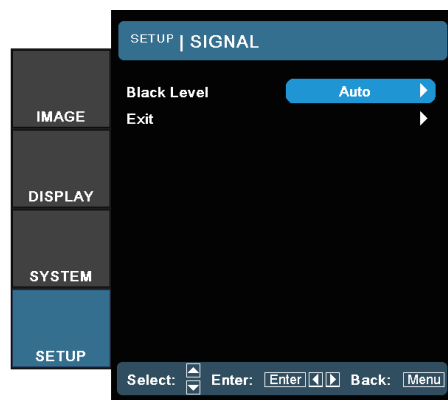 SETUP | SIGNAL
Black Level Auto
Exit
IMAGE
DISPLAY
SYSTEM
SETUP
Select: Enter: Enter Back: Menu